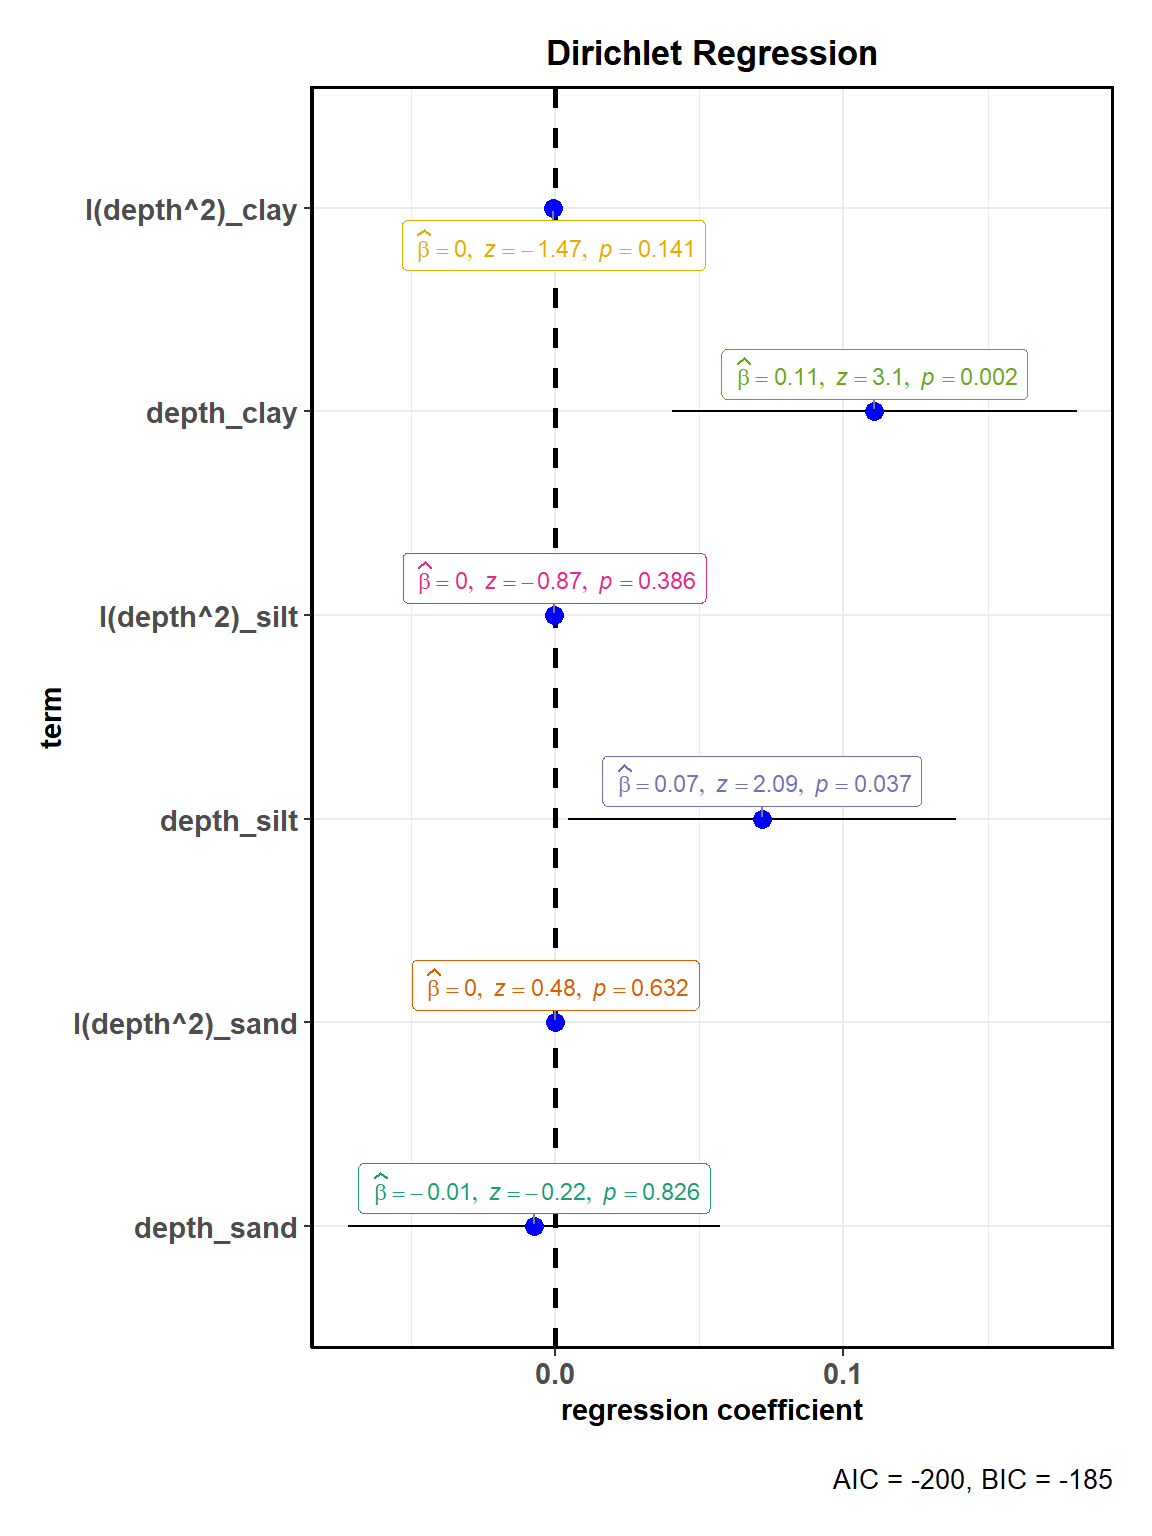 Dirichlet Regression
I(depth^2)_clay
β̂ = 0, z = −1.47, p = 0.141
β̂ = 0.11, z = 3.1, p = 0.002
depth_clay
β̂ = 0, z = −0.87, p = 0.386
I(depth^2)_silt
term
β̂ = 0.07, z = 2.09, p = 0.037
depth_silt
β̂ = 0, z = 0.48, p = 0.632
I(depth^2)_sand
β̂ = −0.01, z = −0.22, p = 0.826
depth_sand
0.0 0.1
regression coefficient
AIC = -200, BIC = -185